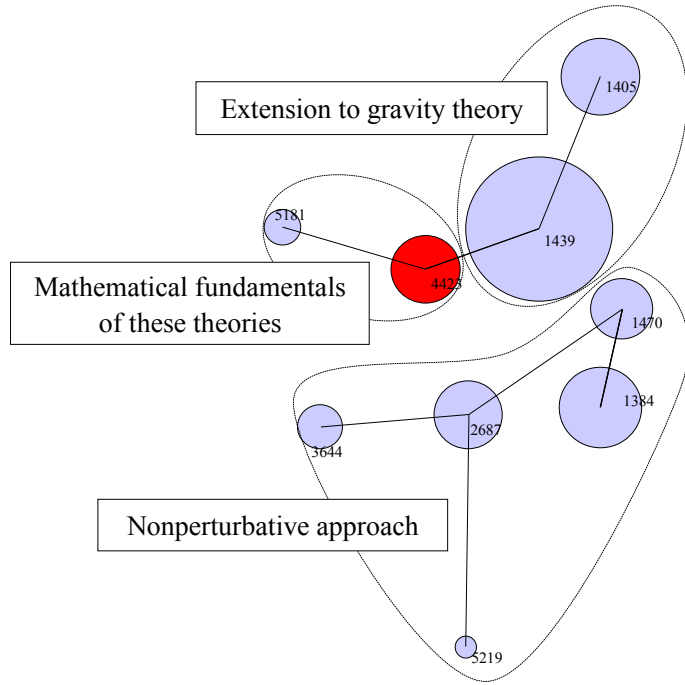 1405
Extension to gravity theory
5181
1439
4423
Mathematical fundamentals
of these theories
1470
1384
2687
3644
Nonperturbative approach
5219